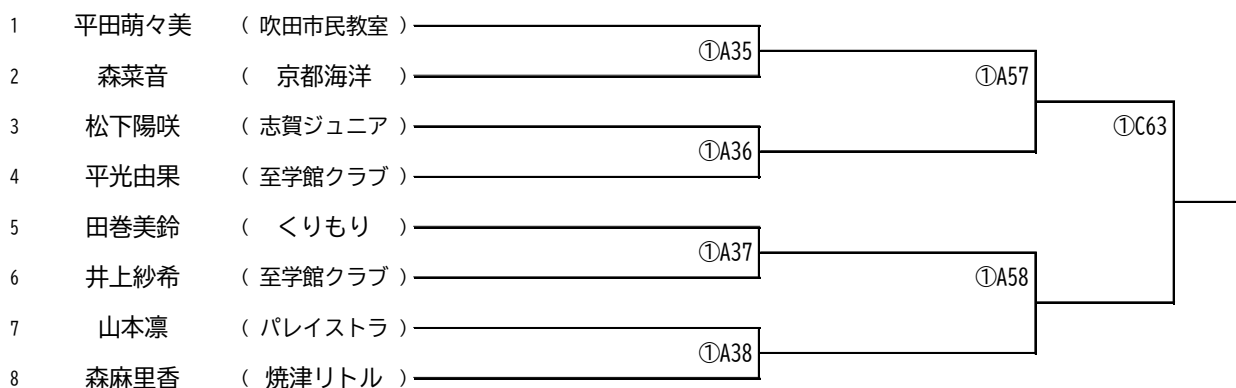 1 平田萌々美 ( 吹田市民教室 )
①A35
2 森菜音 ( 京都海洋 )
①A57
3 松下陽咲 ( 志賀ジュニア )
①C63
①A36
4 平光由果 ( 至学館クラブ )
5 田巻美鈴 ( くりもり )
①A37
6 井上紗希 ( 至学館クラブ )
①A58
7 山本凛 ( パレイストラ )
①A38
8 森麻里香 ( 焼津リトル )